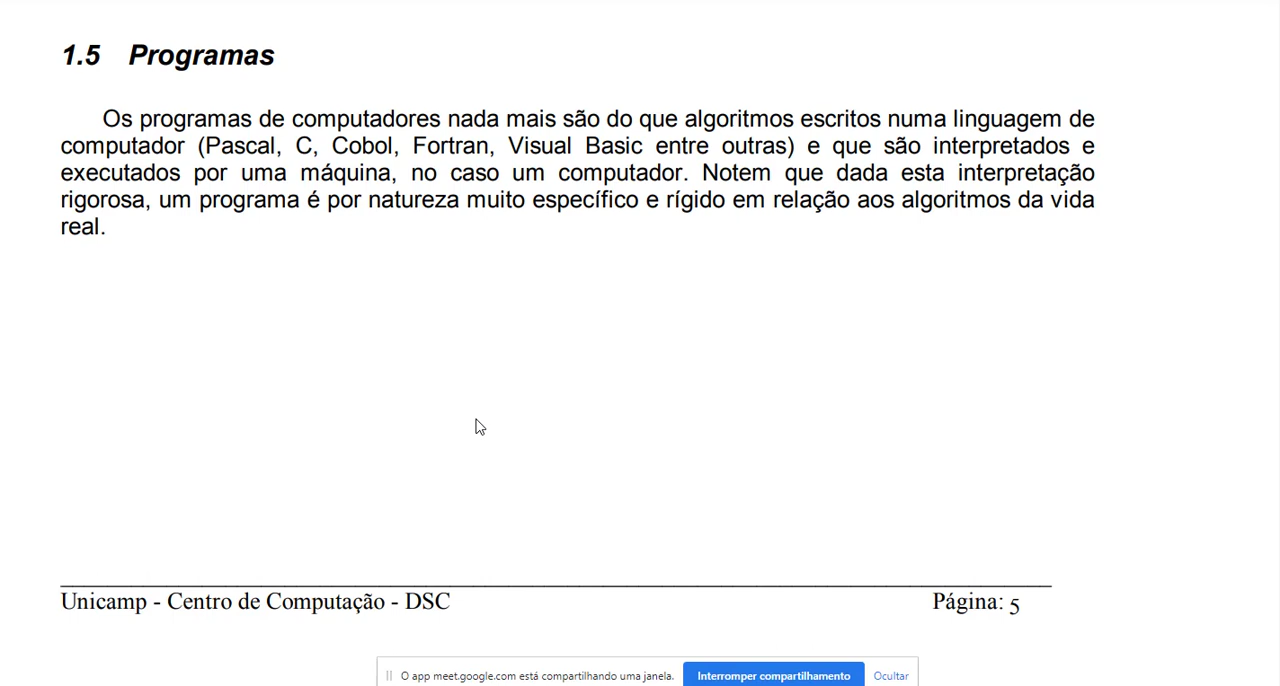 1.5 Programas
Os programas de computadores nada mais são do que algoritmos escritos numa linguagem de
computador (Pascal, C, Cobol, Fortran, Visual Basic entre outras) e que são interpretados e
executados por uma máquina, no caso um computador. Notem que dada esta interpretação
rigorosa, um programa é por natureza muito específico e rígido em relação aos algoritmos da vida
real.
Unicamp - Centro de Computação - DSC Página: 5
O app meet.google.com está compartilhando uma janela. Interromper compartilhamento Ocultar